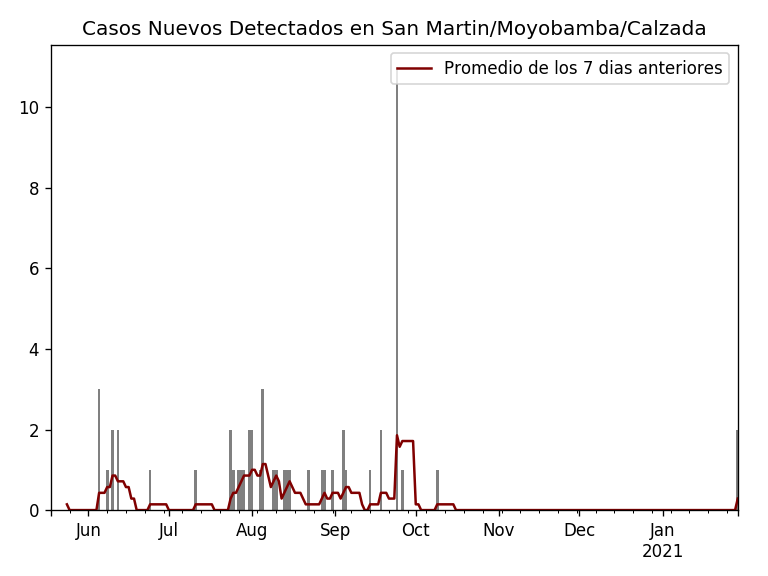 Casos Nuevos Detectados en San Martin/Moyobamba/Calzada
Promedio de los 7 dias anteriores
10
8
6
4
2
0
Jun Jul Aug Sep Oct Nov Dec Jan
2021